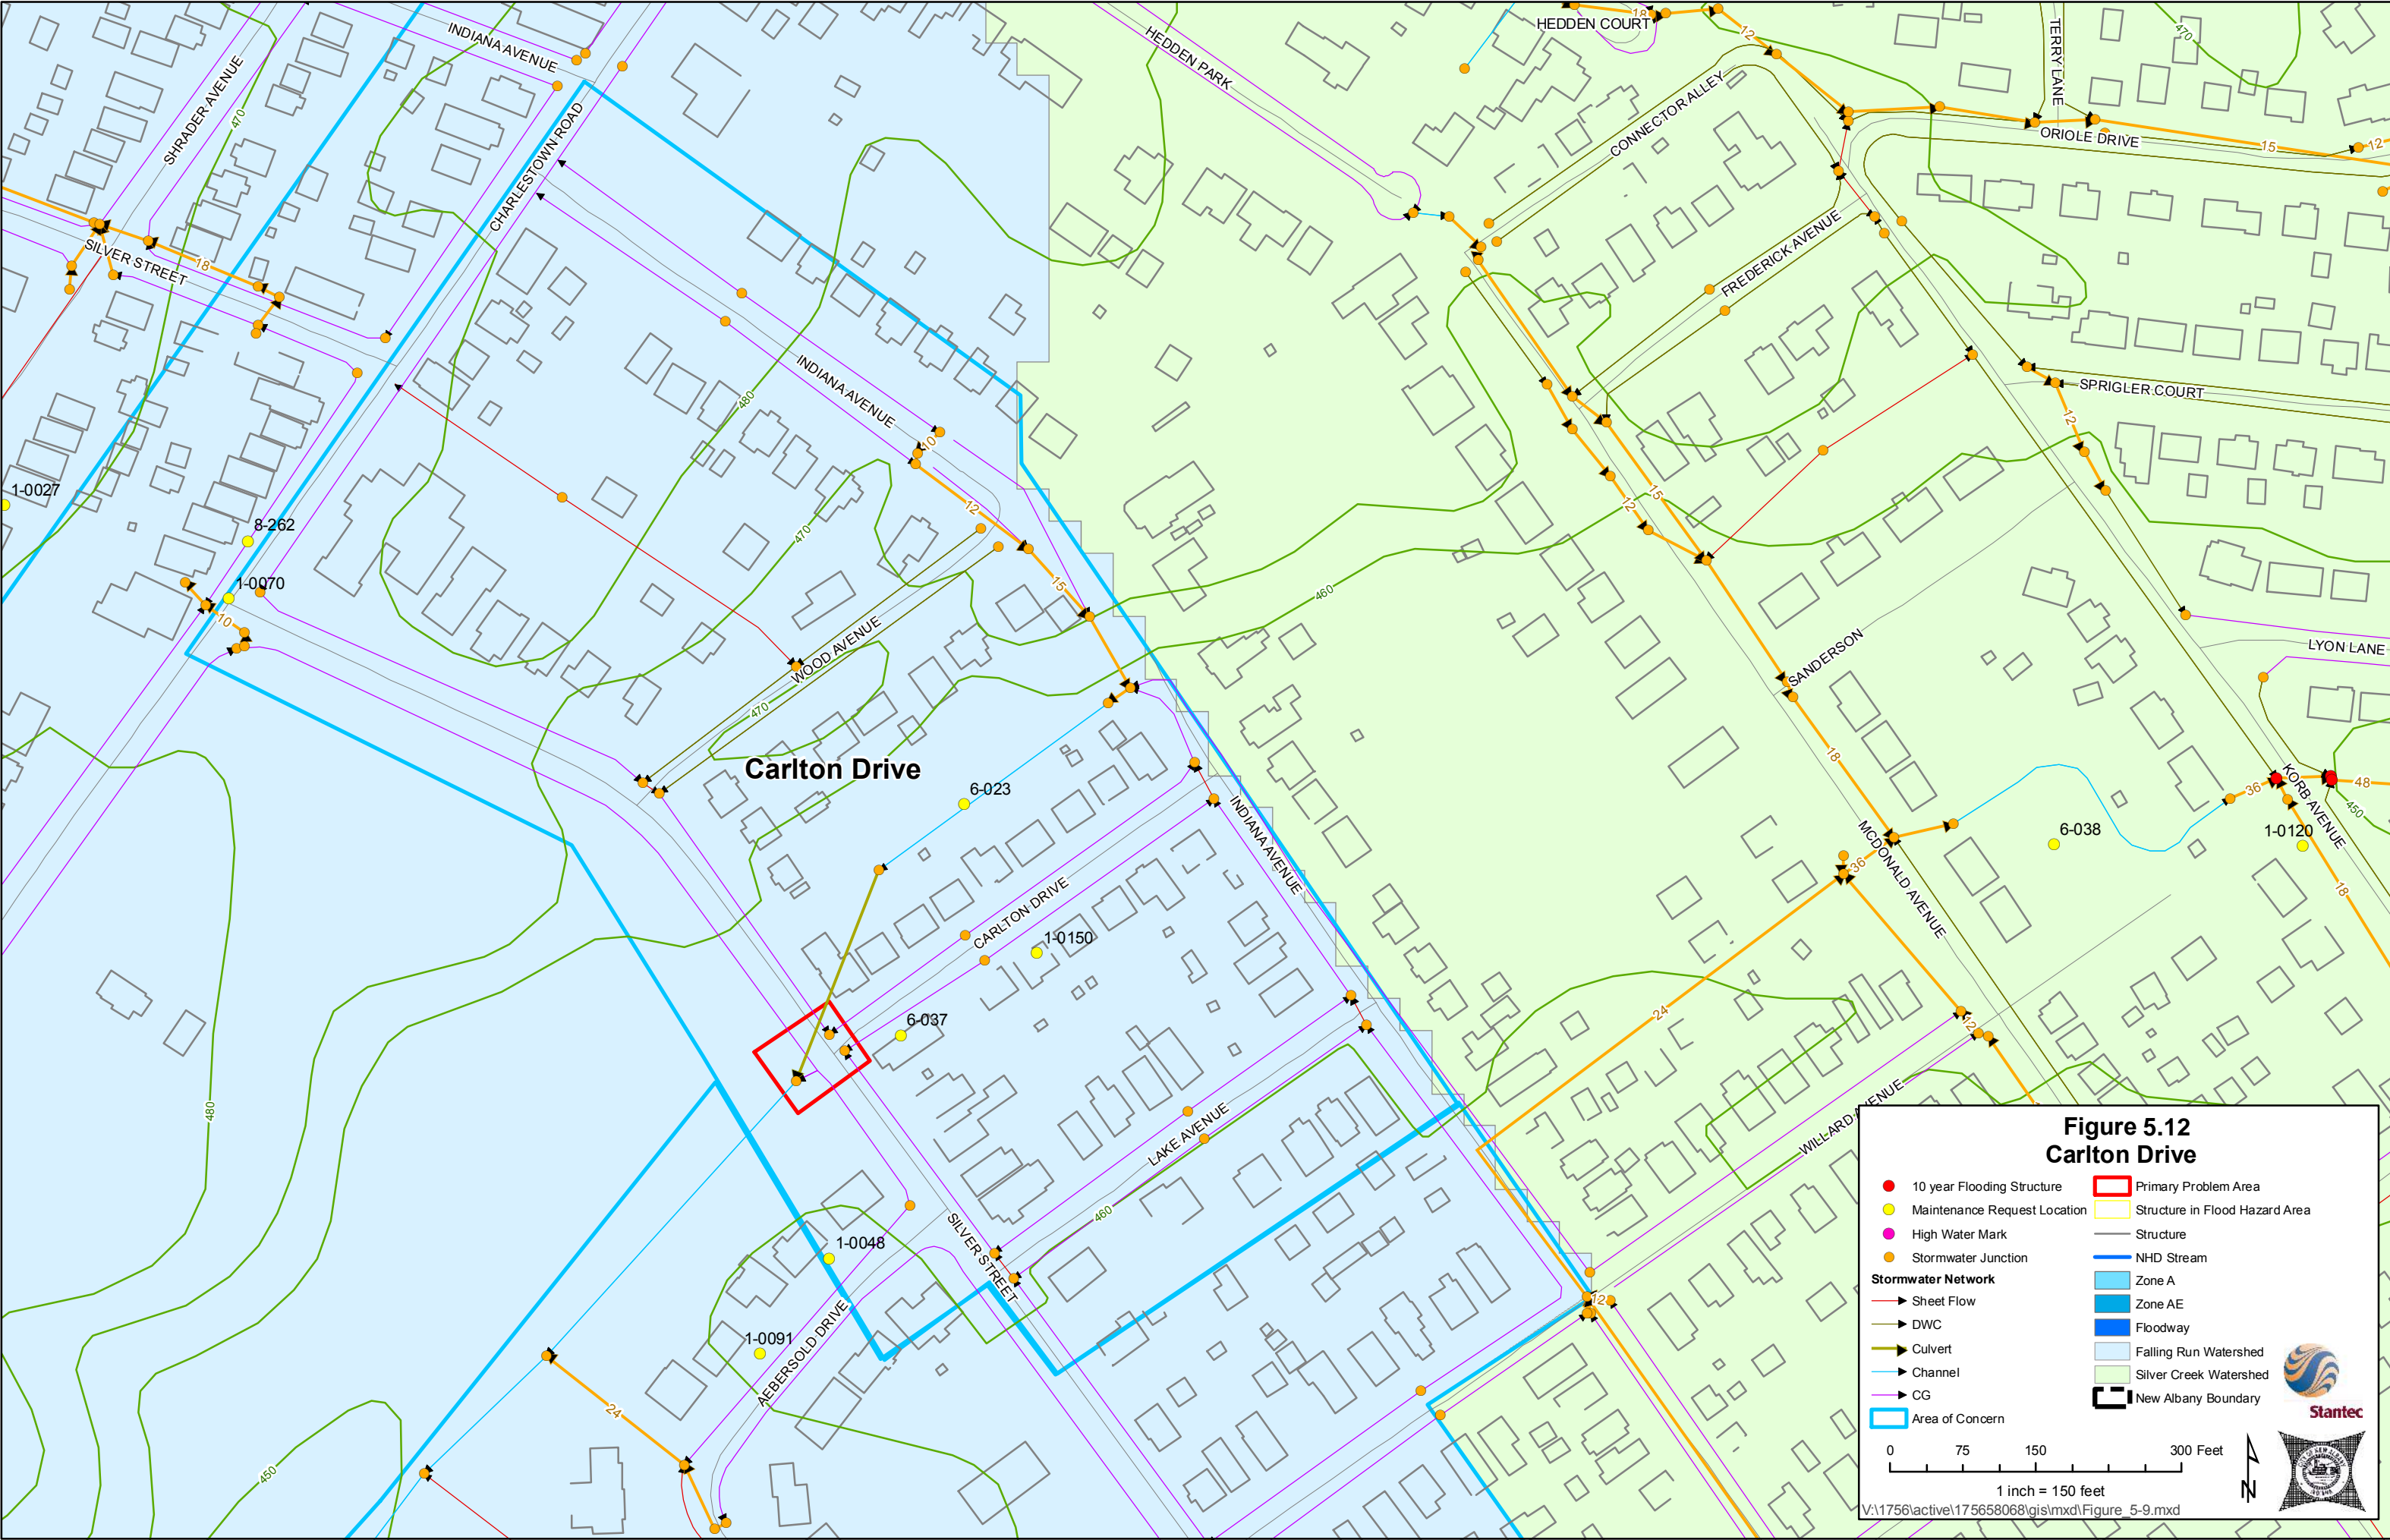 HEDDEN COURT
18
12
INDIANA AVENUE
HEDDEN PARK
TERRY LANE
470
SHRADER AVENUE
470
CHARLESTOWN ROAD
CONNECTOR ALLEY
ORIOLE DRIVE
15
12
SILVER STREET
18
FREDERICK AVENUE
480
INDIANA AVENUE
10
SPRIGLER COURT
12
1-0027
8-262
12
470
15
12
1-0070
10
15
460
WOOD AVENUE
470
SANDERSON
LYON LANE
Carlton Drive
6-023
18
INDIANA AVENUE
36
48
KORB AVENUE
450
6-038
1-0120
MCDONALD AVENUE
36
18
CARLTON DRIVE
1-0150
6-037
24
12
480
LAKE AVENUE
WILLARD AVENUE
460
SILVER STREET
1-0048
1-0091
AEBERSOLD DRIVE
12
24
450
Figure 5.12
Carlton Drive
10 year Flooding Structure
Maintenance Request Location
High Water Mark
Stormwater Junction
Stormwater Network
Sheet Flow
DWC
Culvert
Channel
CG
Area of Concern
Primary Problem Area
Structure in Flood Hazard Area
Structure
NHD Stream
Zone A
Zone AE
Floodway
Falling Run Watershed
Silver Creek Watershed
New Albany Boundary
Stantec
0 75 150 300 Feet
1 inch = 150 feet
N
V:\1756\active\175658068\gis\mxd\Figure_5-9.mxd